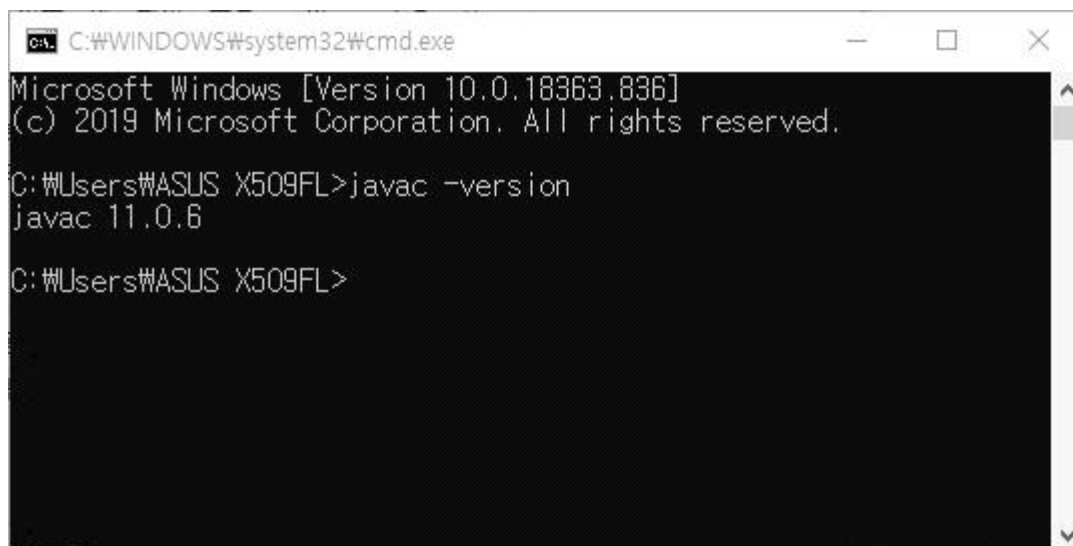 C:₩WINDOWS₩system32₩cmd.exe
Microsoft Windows [Version 10.0.18363.836]
(c) 2019 Microsoft Corporation. All rights reserved.
C:₩Users₩ASUS X509FL>javac -version
javac 11.0.6
C:₩Users₩ASUS X509FL>